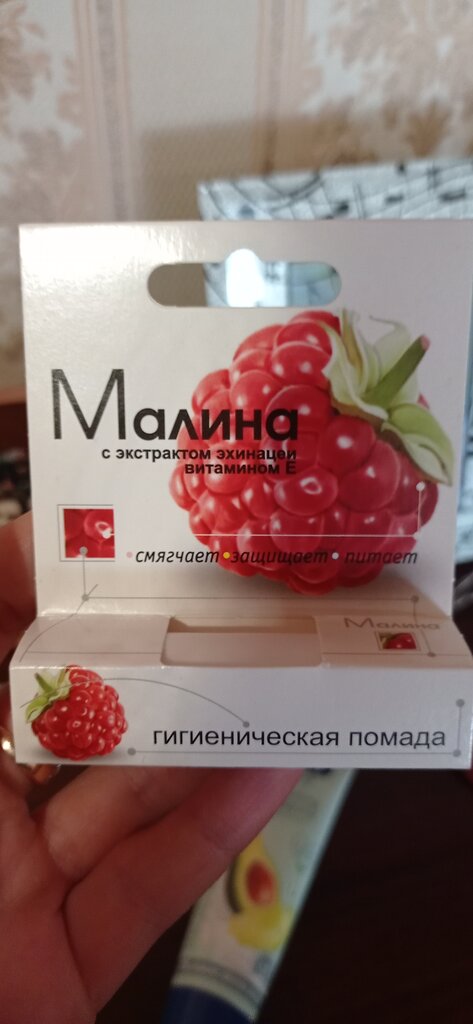 Малина
с экстрактом эхинацеи
витамином Е
смягчает • защищает • питает
Малина
гигиеническая помада